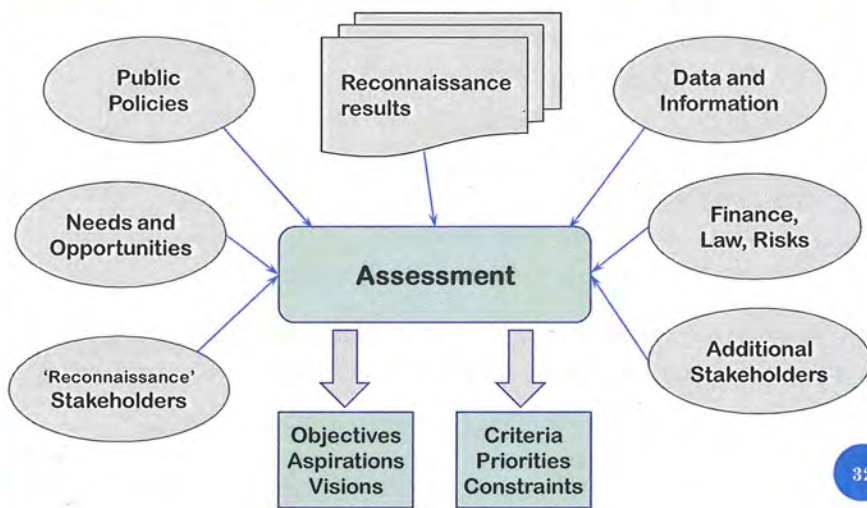 Public
Policies
Reconnaissance
results
Data and
Information
Needs and
Opportunities
Assessment
Finance,
Law, Risks
'Reconnaissance'
Stakeholders
Additional
Stakeholders
Objectives
Aspirations
Visions
Criteria
Priorities
Constraints
32